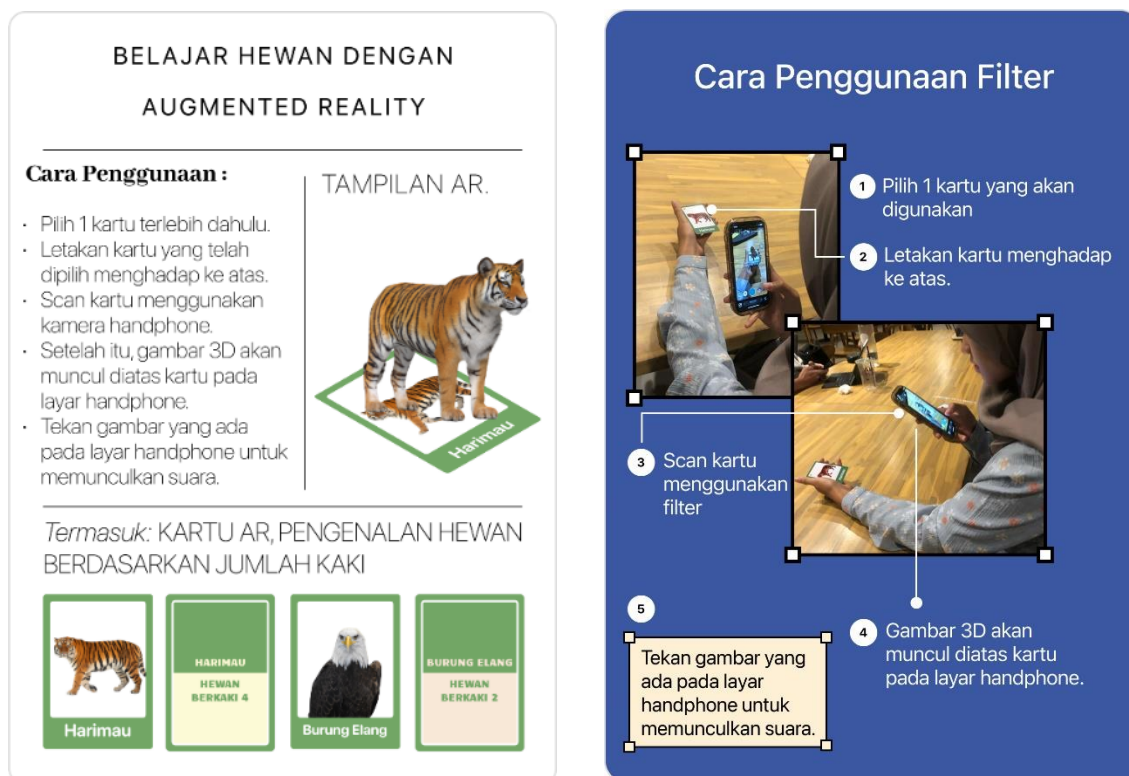 BELAJAR HEWAN DENGAN
AUGMENTED REALITY
Cara Penggunaan :
· Pilih 1 kartu terlebih dahulu.
· Letakan kartu yang telah
dipilih menghadap ke atas.
· Scan kartu menggunakan
kamera handphone.
· Setelah itu, gambar 3D akan
muncul diatas kartu pada
layar handphone.
· Tekan gambar yang ada
pada layar handphone untuk
memunculkan suara.
TAMPILAN AR.
Harimau
Termasuk: KARTU AR, PENGENALAN HEWAN
BERDASARKAN JUMLAH KAKI
Harimau
HARIMAU
HEWAN
BERKAKI 4
Burung Elang
BURUNG ELANG
HEWAN
BERKAKI 2
Cara Penggunaan Filter
1 Pilih 1 kartu yang akan
digunakan
2 Letakan kartu menghadap
ke atas.
3 Scan kartu
menggunakan
filter
4 Gambar 3D akan
muncul diatas kartu
pada layar handphone.
5
Tekan gambar yang
ada pada layar
handphone untuk
memunculkan suara.